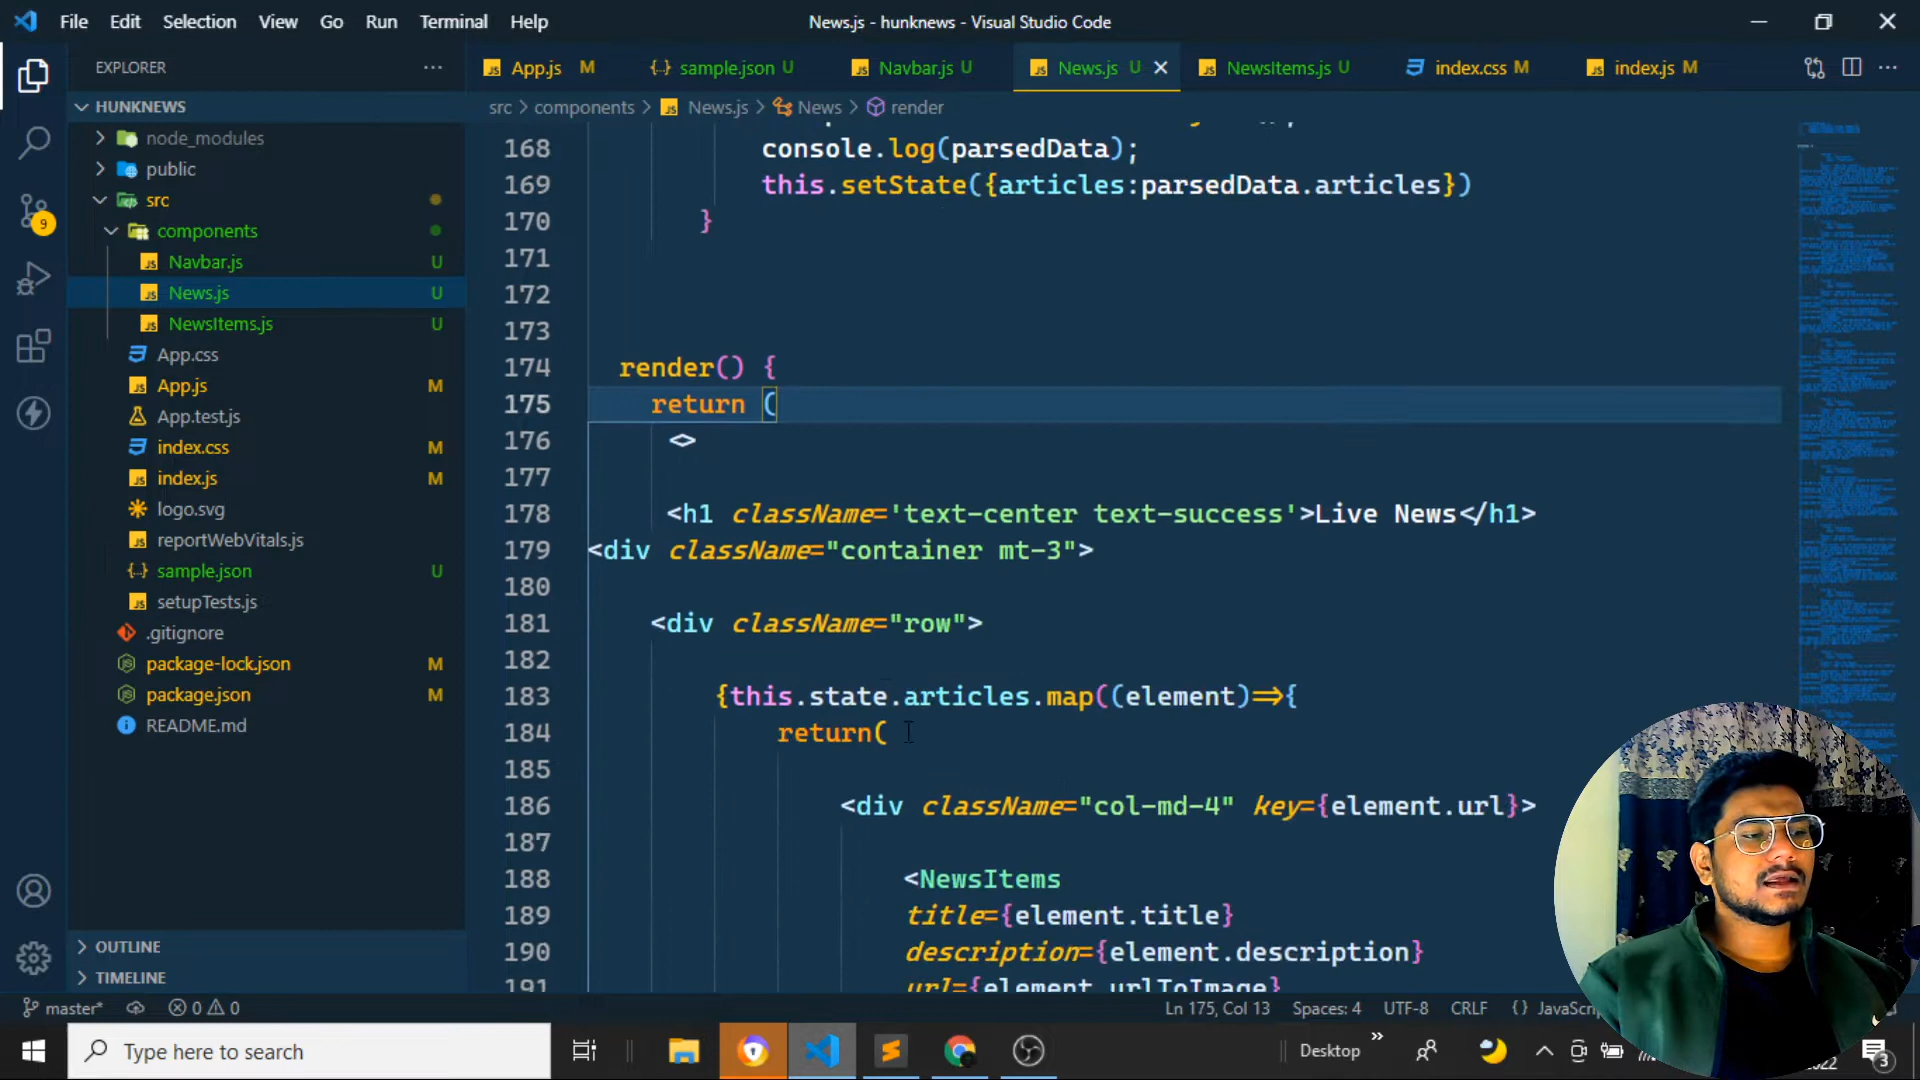 File Edit Selection View Go Run Terminal Help
News.js - hunknews - Visual Studio Code
EXPLORER
App.js M
sample.json U
Navbar.js U
News.js U
NewsItems.js U
index.css M
index.js M
HUNKNEWS
node_modules
public
src
components
Navbar.js U
News.js U
NewsItems.js U
App.css
App.js M
App.test.js
index.css M
index.js M
logo.svg
reportWebVitals.js
sample.json U
setupTests.js
.gitignore
package-lock.json M
package.json M
README.md
OUTLINE
TIMELINE
9
src > components > News.js > News > render
168 console.log(parsedData);
169 this.setState({articles:parsedData.articles})
170 }
171
172
173
174 render() {
175 return (
176 <>
177
178 <h1 className='text-center text-success'>Live News</h1>
179 <div className="container mt-3">
180
181 <div className="row">
182
183 {this.state.articles.map((element)=>{
184 return(
185
186 <div className="col-md-4" key={element.url}>
187
188 <NewsItems
189 title={element.title}
190 description={element.description}
191 url={element.urlToImage}
master* 0 0
Ln 175, Col 13 Spaces: 4 UTF-8 CRLF {} JavaSc
Type here to search
Desktop
2022
3